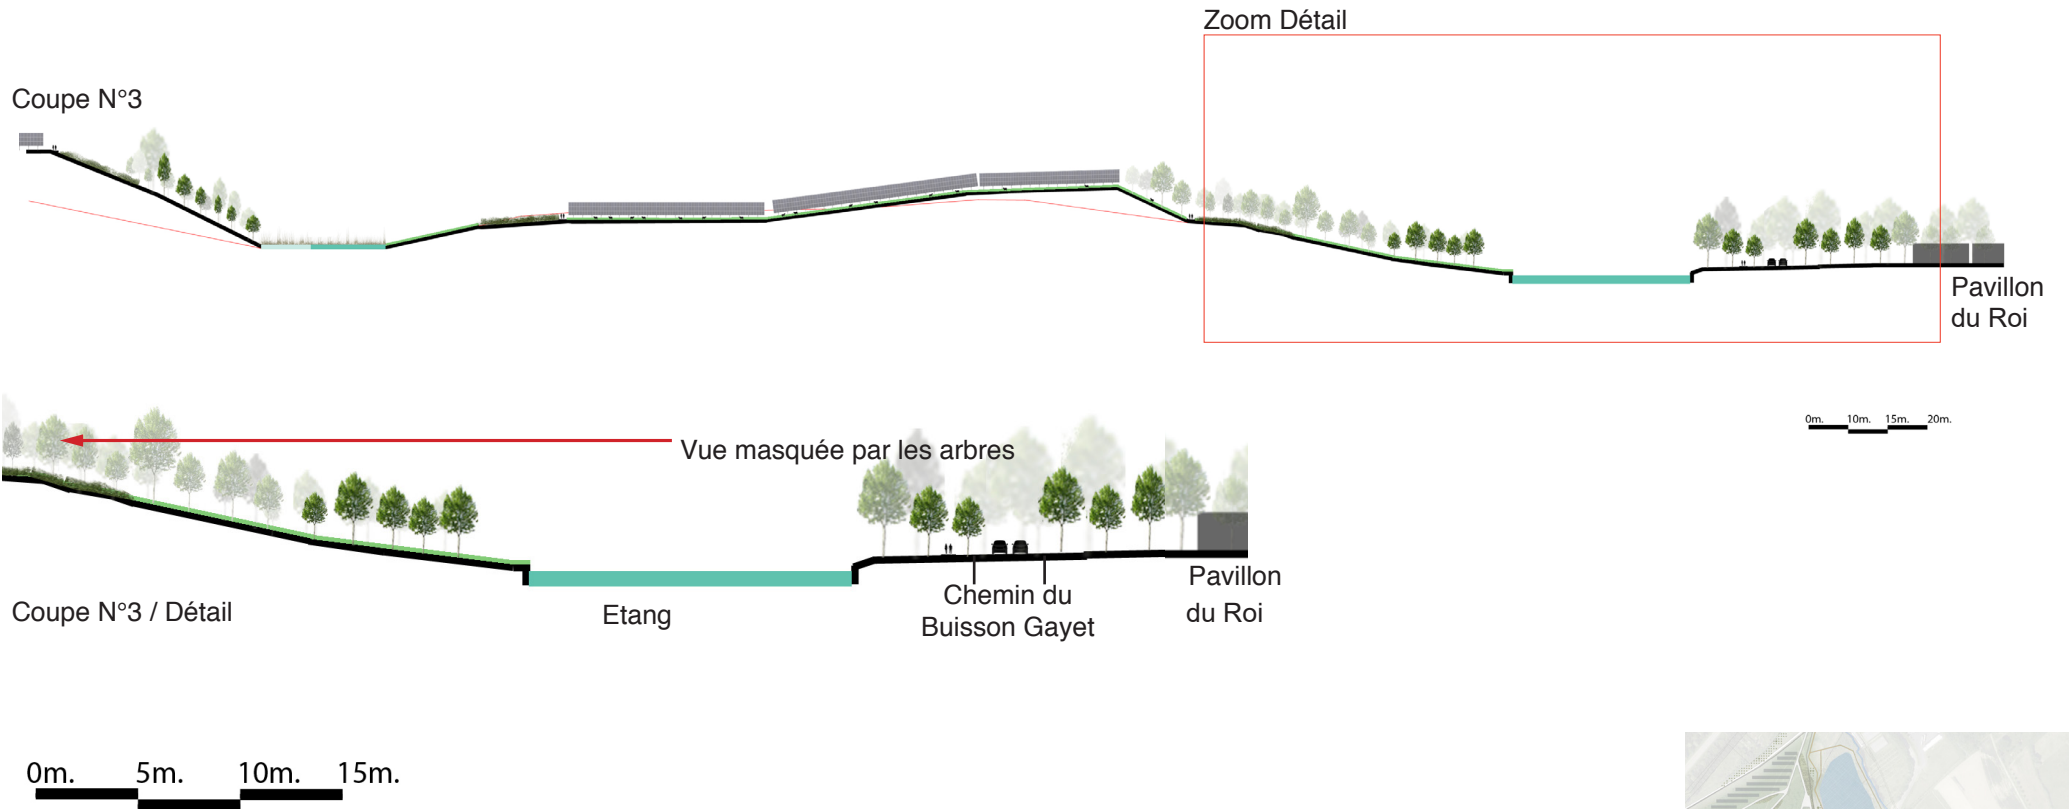 Zoom Détail
Coupe N°3
Pavillon
du Roi
0m. 10m. 15m. 20m.
Vue masquée par les arbres
Pavillon
du Roi
Chemin du
Buisson Gayet
Etang
Coupe N°3 / Détail
0m. 5m. 10m. 15m.